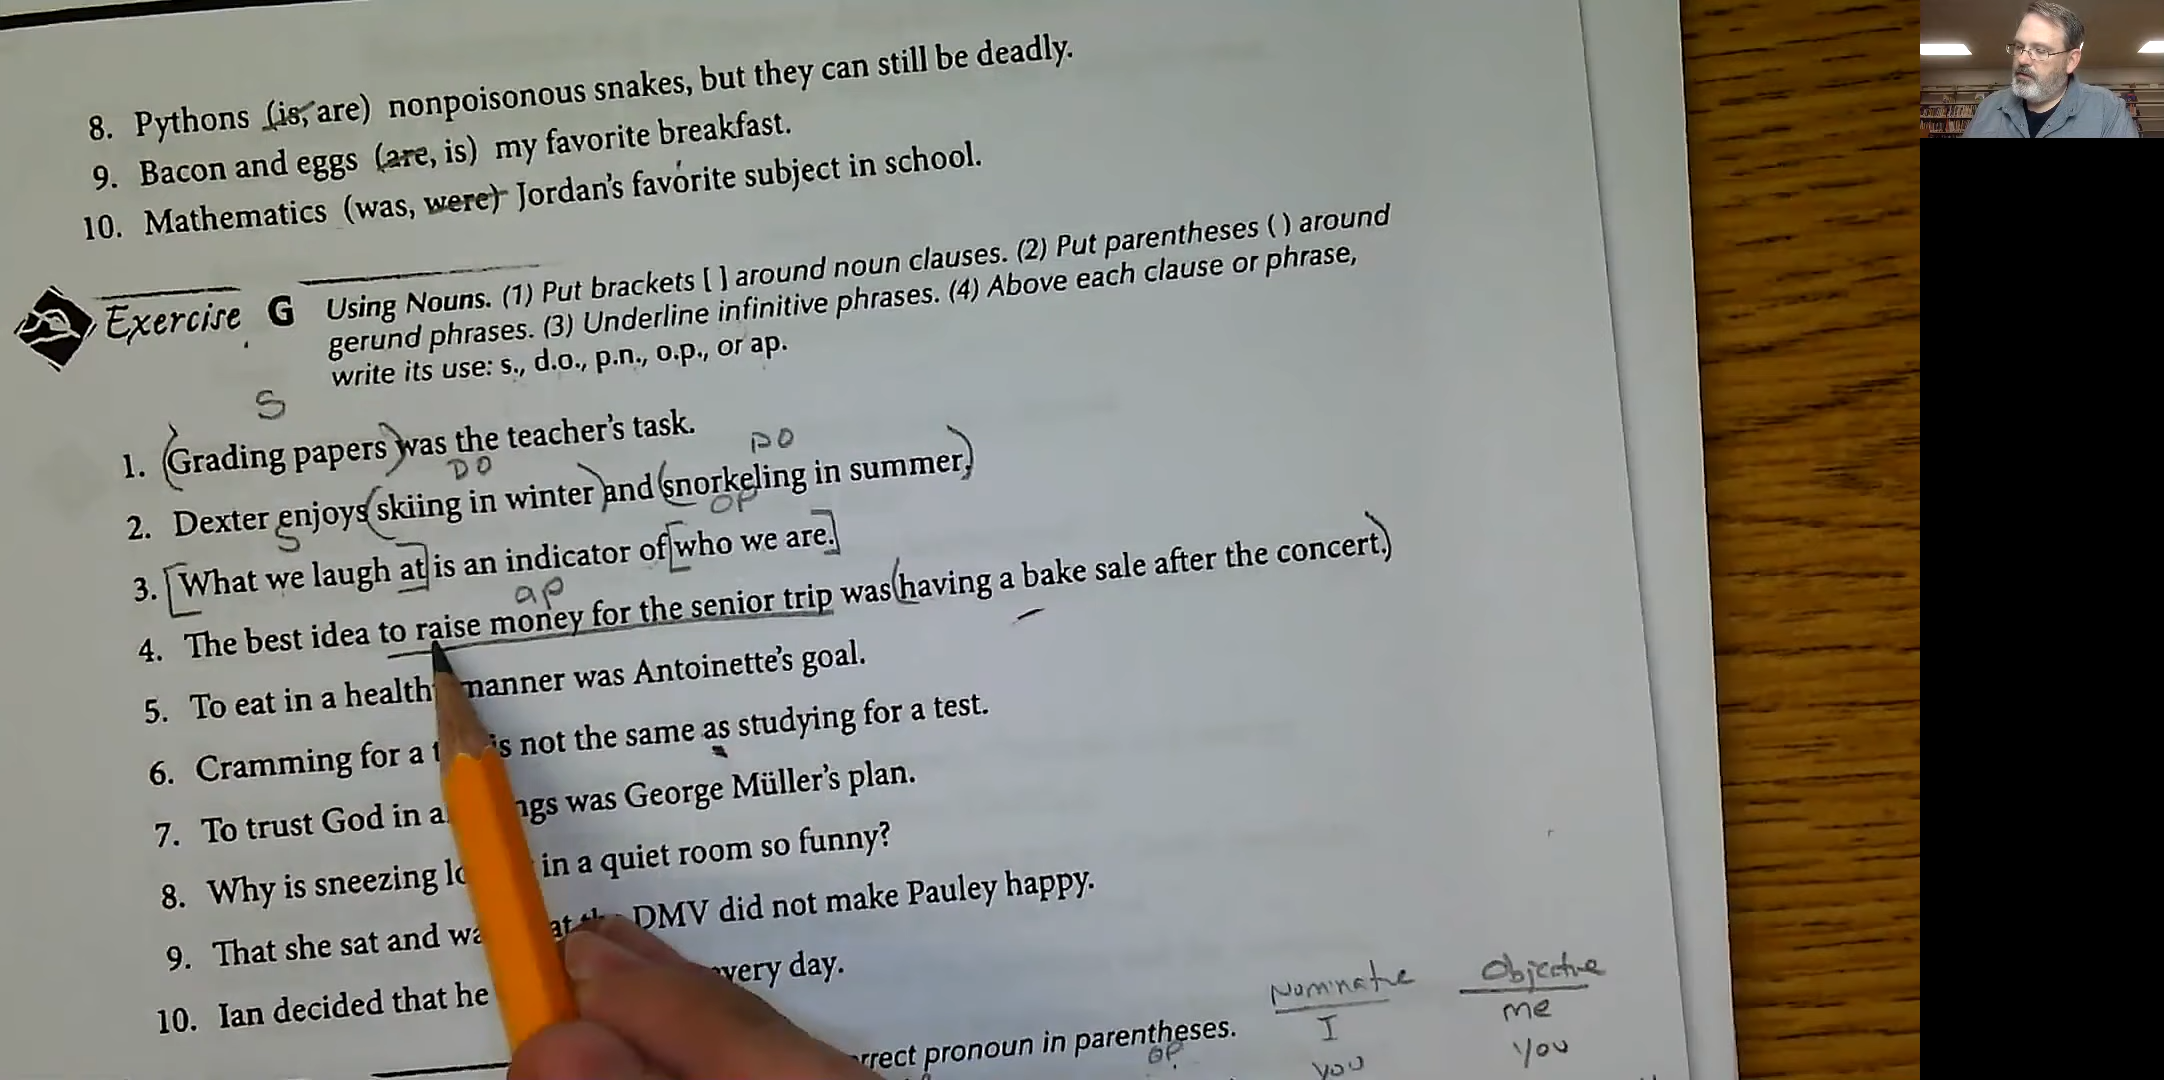 8. Pythons (is, are) nonpoisonous snakes, but they can still be deadly.
9. Bacon and eggs (are, is) my favorite breakfast.
10. Mathematics (was, were) Jordan's favorite subject in school.
Exercise G Using Nouns. (1) Put brackets [ ] around noun clauses. (2) Put parentheses ( ) around
gerund phrases. (3) Underline infinitive phrases. (4) Above each clause or phrase,
write its use: s., d.o., p.n., o.p., or ap.
S
1. (Grading papers) was the teacher's task.
DO DO
2. Dexter enjoys (skiing in winter) and (snorkeling in summer.)
S OP
3. [What we laugh at] is an indicator of [who we are.]
ap
4. The best idea to raise money for the senior trip was (having a bake sale after the concert.)
5. To eat in a health manner was Antoinette's goal.
6. Cramming for a is not the same as studying for a test.
7. To trust God in was George Müller's plan.
8. Why is sneezing in a quiet room so funny?
9. That she sat and at the DMV did not make Pauley happy.
10. Ian decided that he every day.
Nominative Objective
I me
correct pronoun in parentheses.
OP
you you